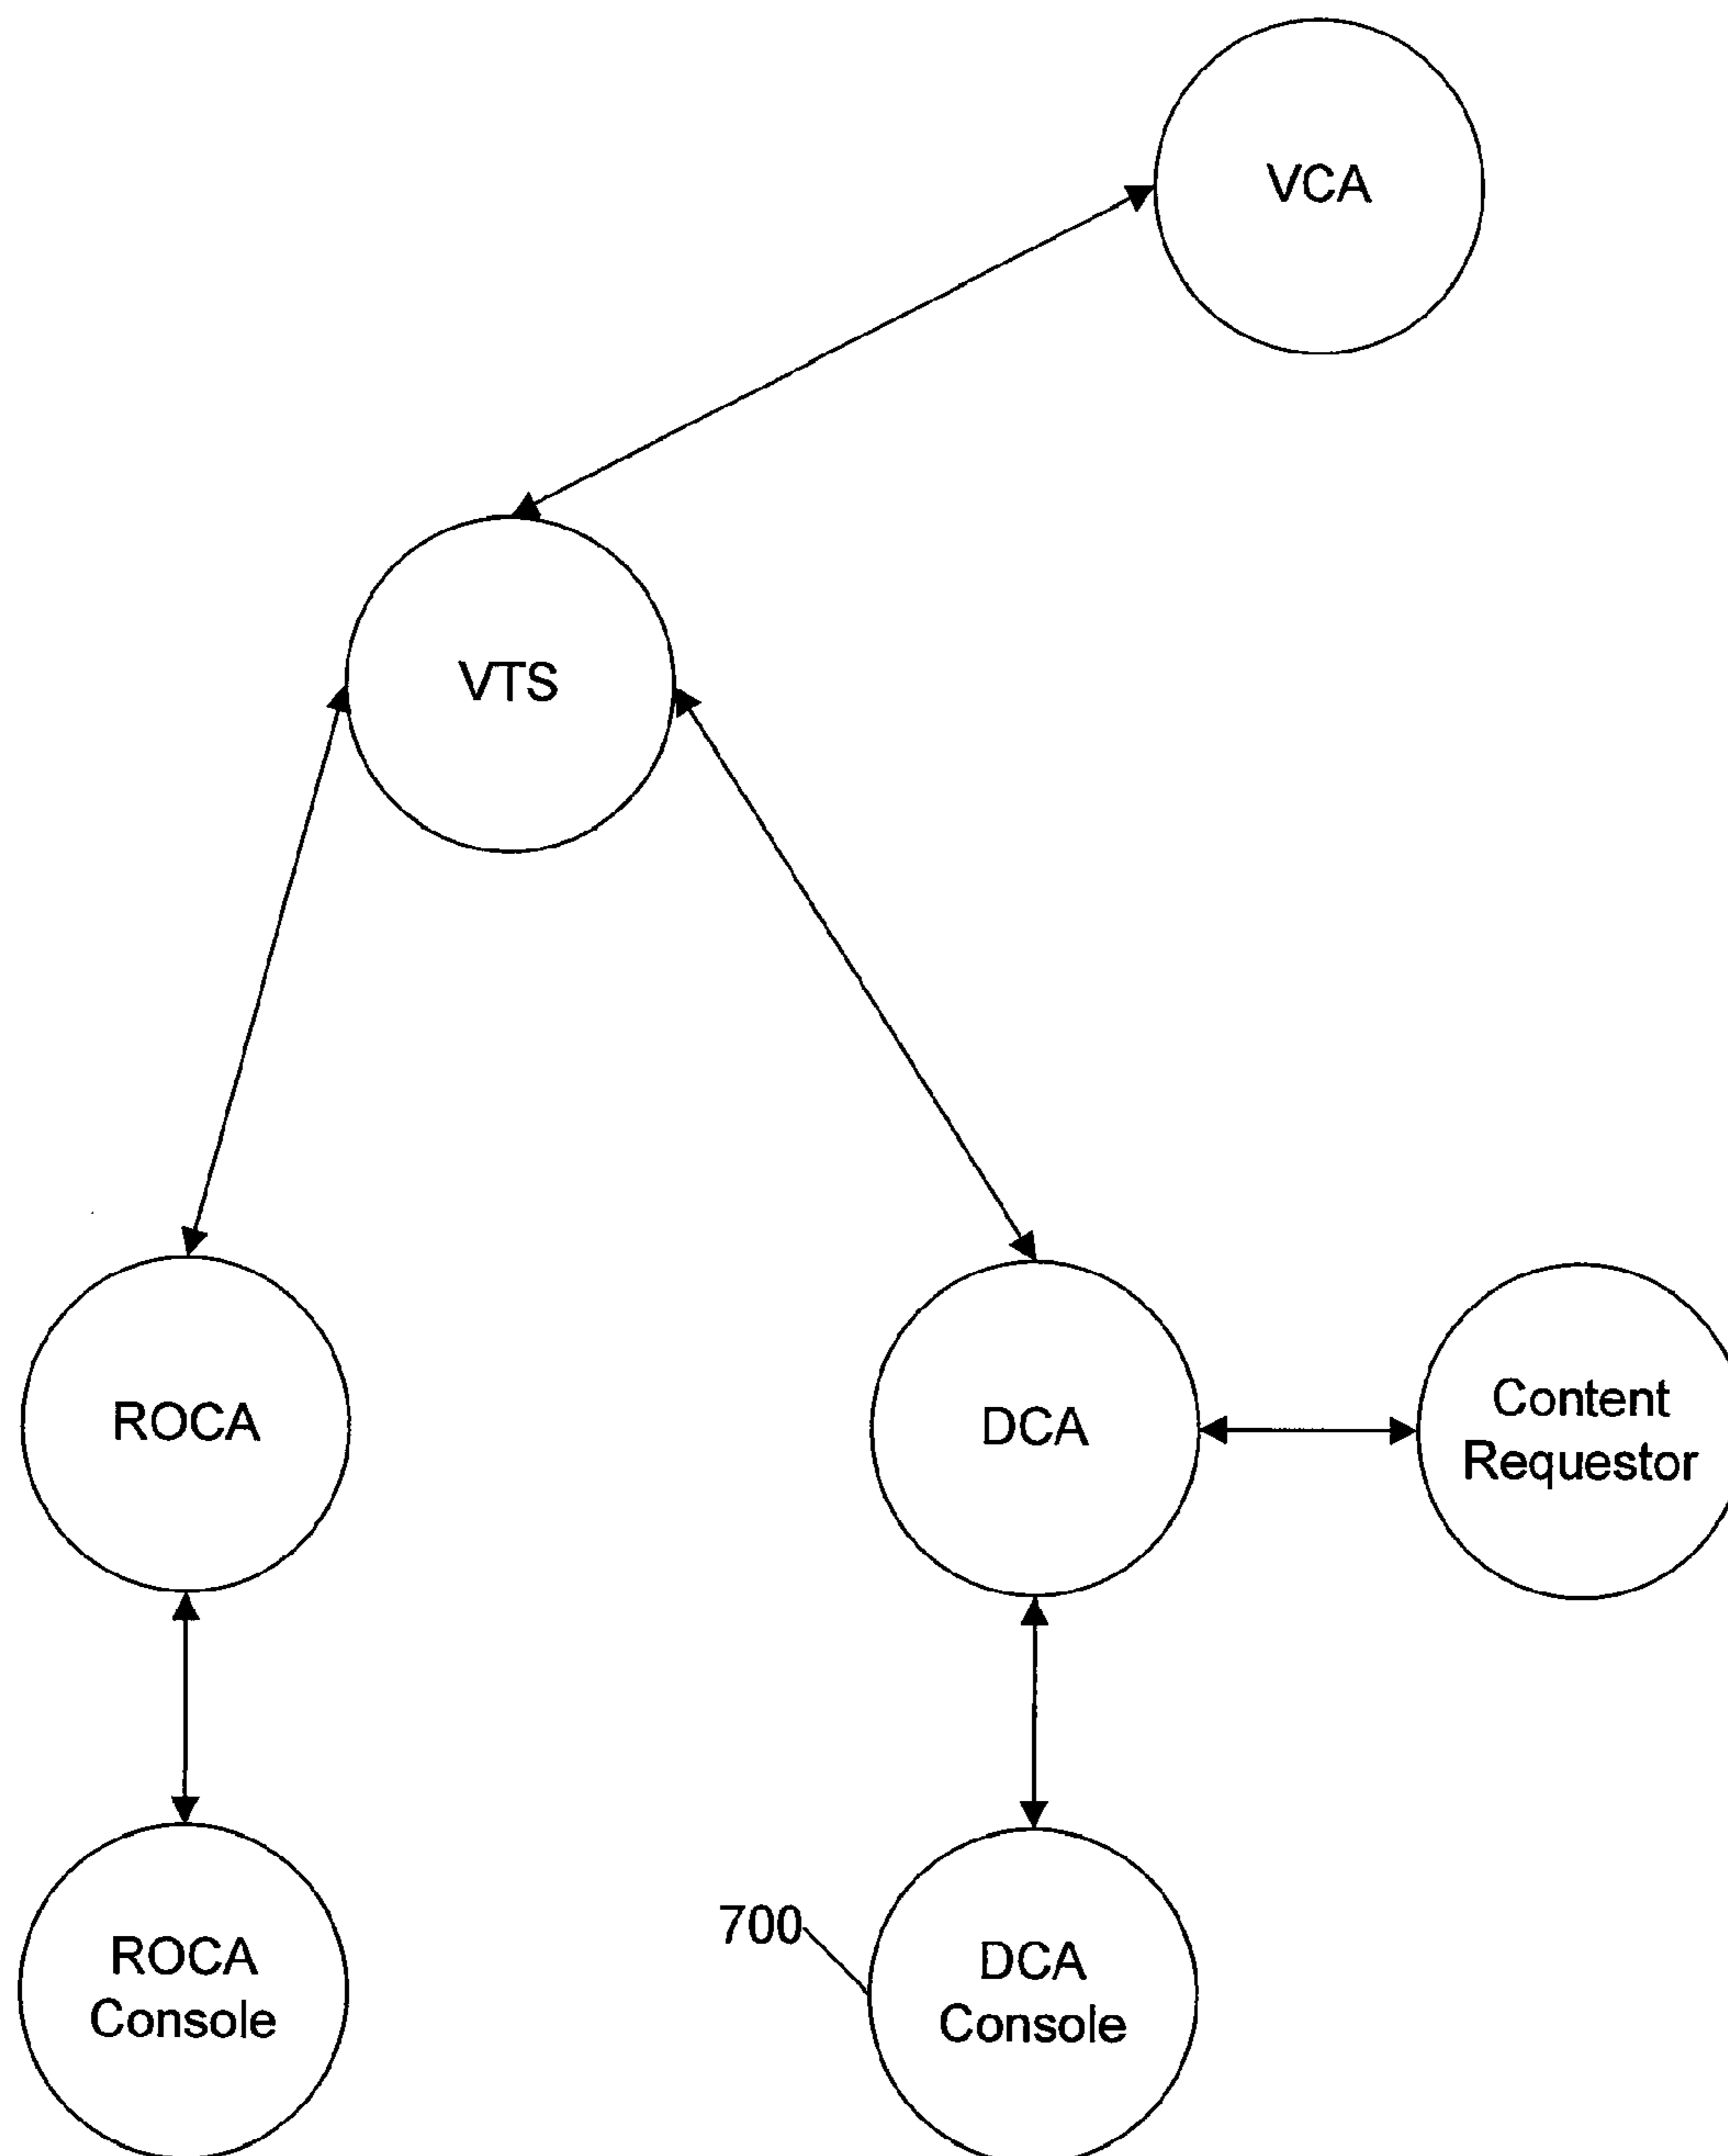 VCA
VTS
ROCA
DCA
Content
Requestor
ROCA
Console
700
DCA
Console